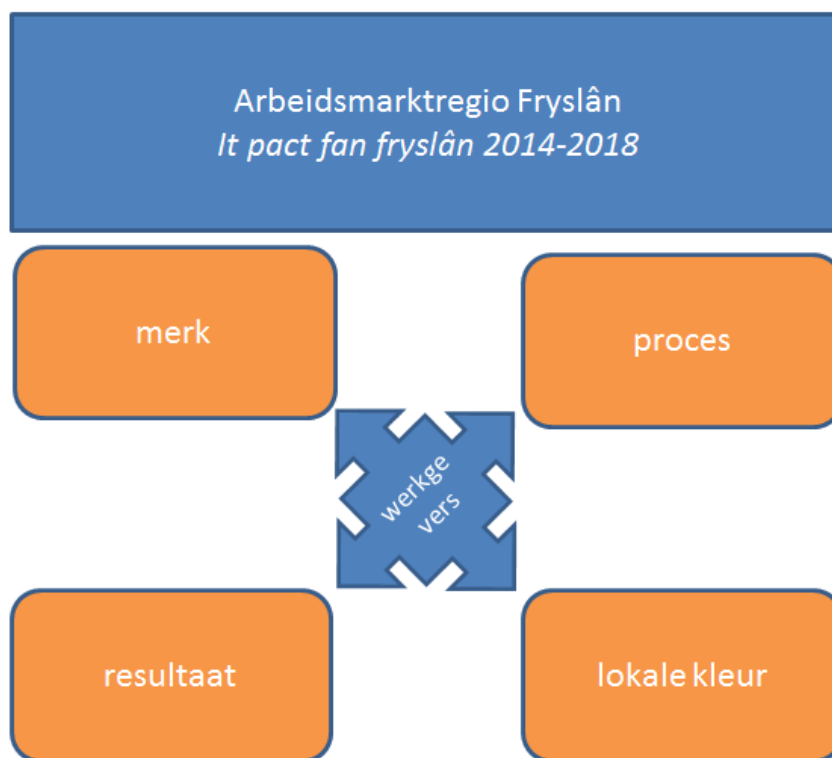 Arbeidsmarktregio Fryslân
It pact fan fryslân 2014-2018
merk
proces
werkge
vers
resultaat
lokale kleur